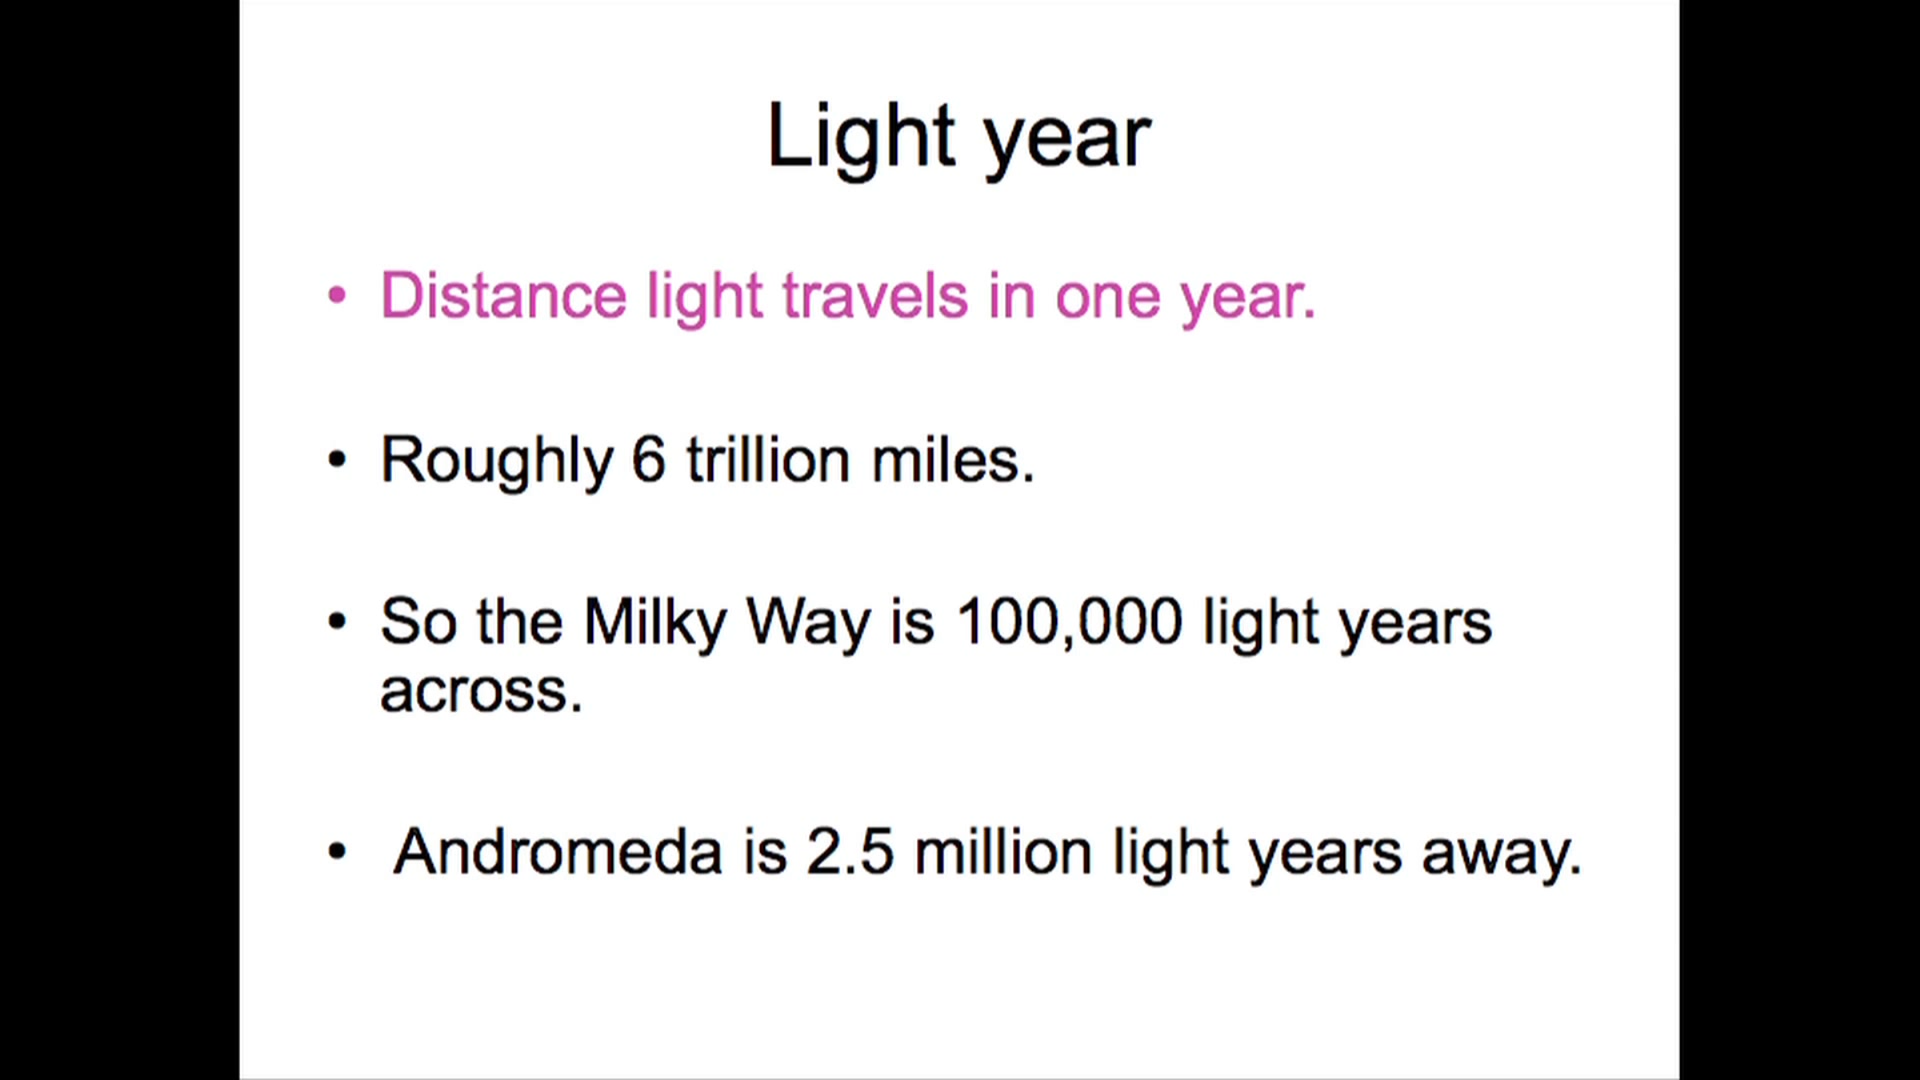 Light year
• Distance light travels in one year.
• Roughly 6 trillion miles.
• So the Milky Way is 100,000 light years
across.
• Andromeda is 2.5 million light years away.